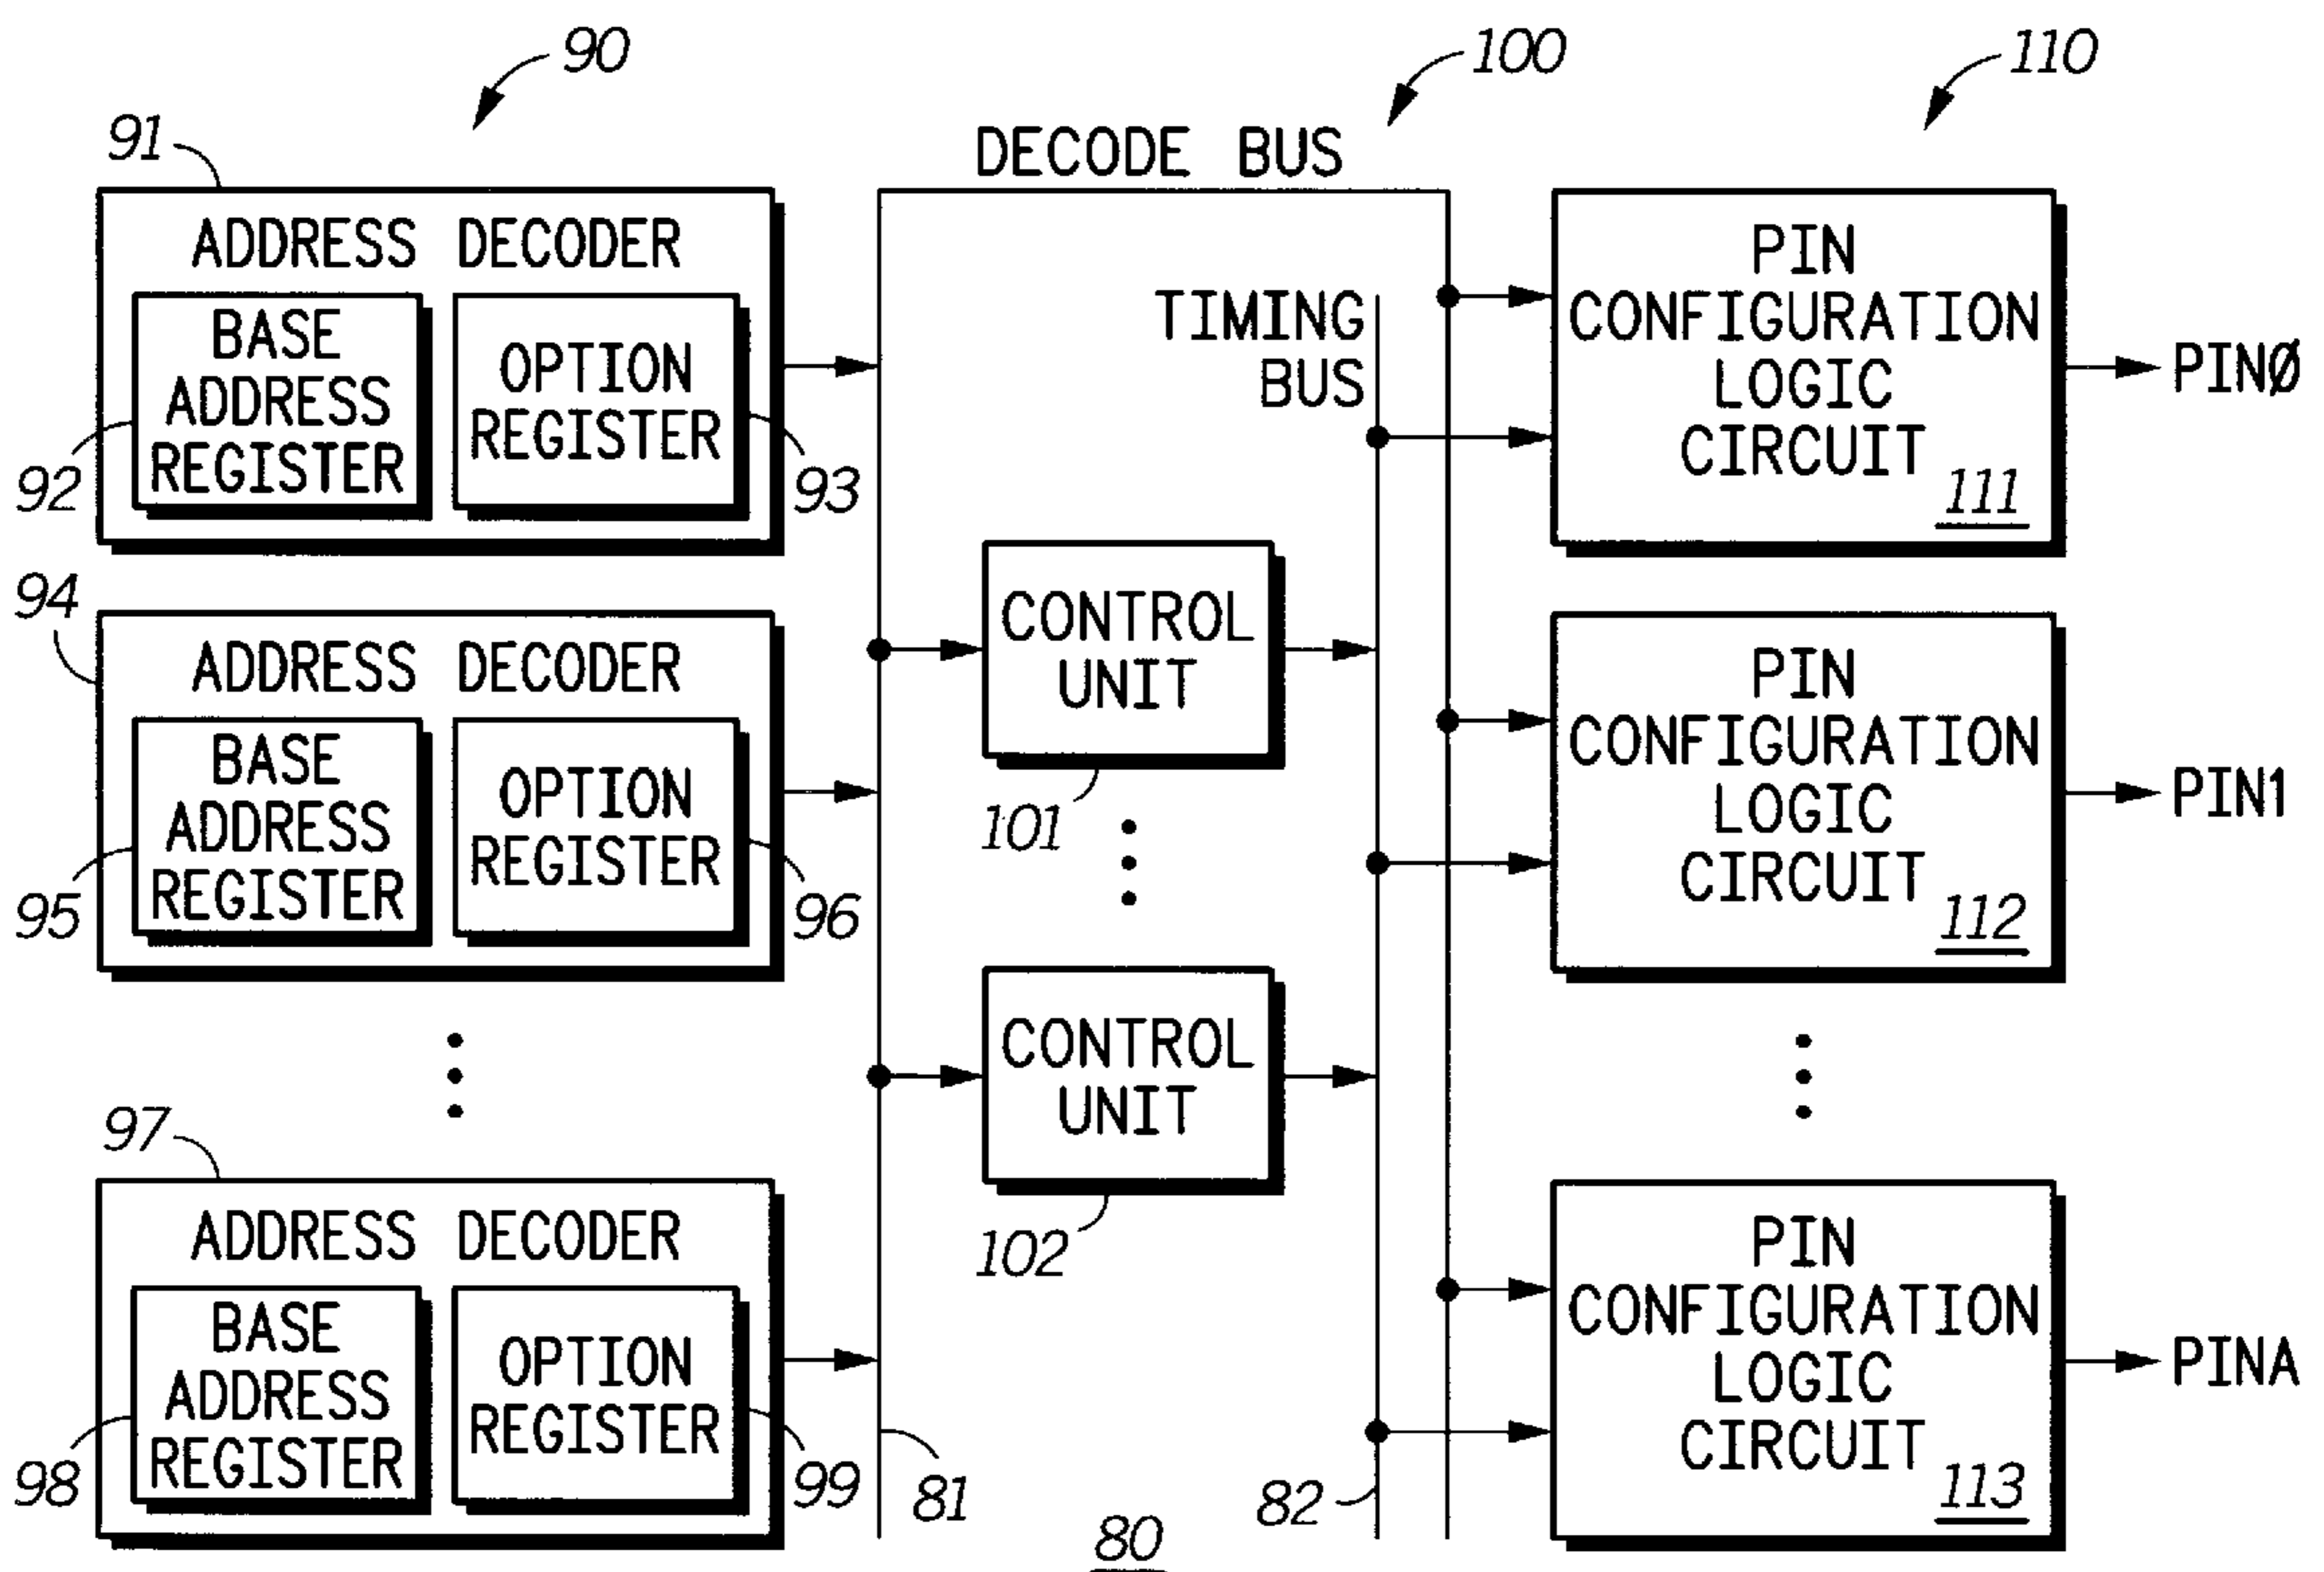 90
100
110
91
DECODE BUS
ADDRESS DECODER
BASE
ADDRESS
REGISTER
OPTION
REGISTER
92
93
TIMING
BUS
PIN
CONFIGURATION
LOGIC
CIRCUIT
111
PINØ
94
ADDRESS DECODER
BASE
ADDRESS
REGISTER
OPTION
REGISTER
95
96
CONTROL
UNIT
101
PIN
CONFIGURATION
LOGIC
CIRCUIT
112
PIN1
CONTROL
UNIT
102
97
ADDRESS DECODER
BASE
ADDRESS
REGISTER
OPTION
REGISTER
98
99
81
82
PIN
CONFIGURATION
LOGIC
CIRCUIT
113
PINA
80